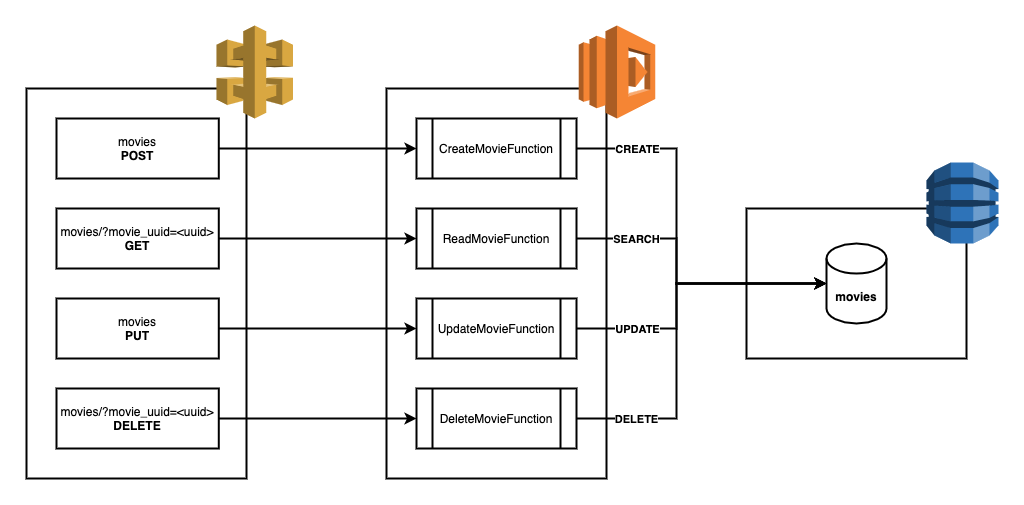 movies
POST
CreateMovieFunction
CREATE
movies/?movie_uuid=<uuid>
GET
ReadMovieFunction
SEARCH
movies
movies
PUT
UpdateMovieFunction
UPDATE
movies/?movie_uuid=<uuid>
DELETE
DeleteMovieFunction
DELETE